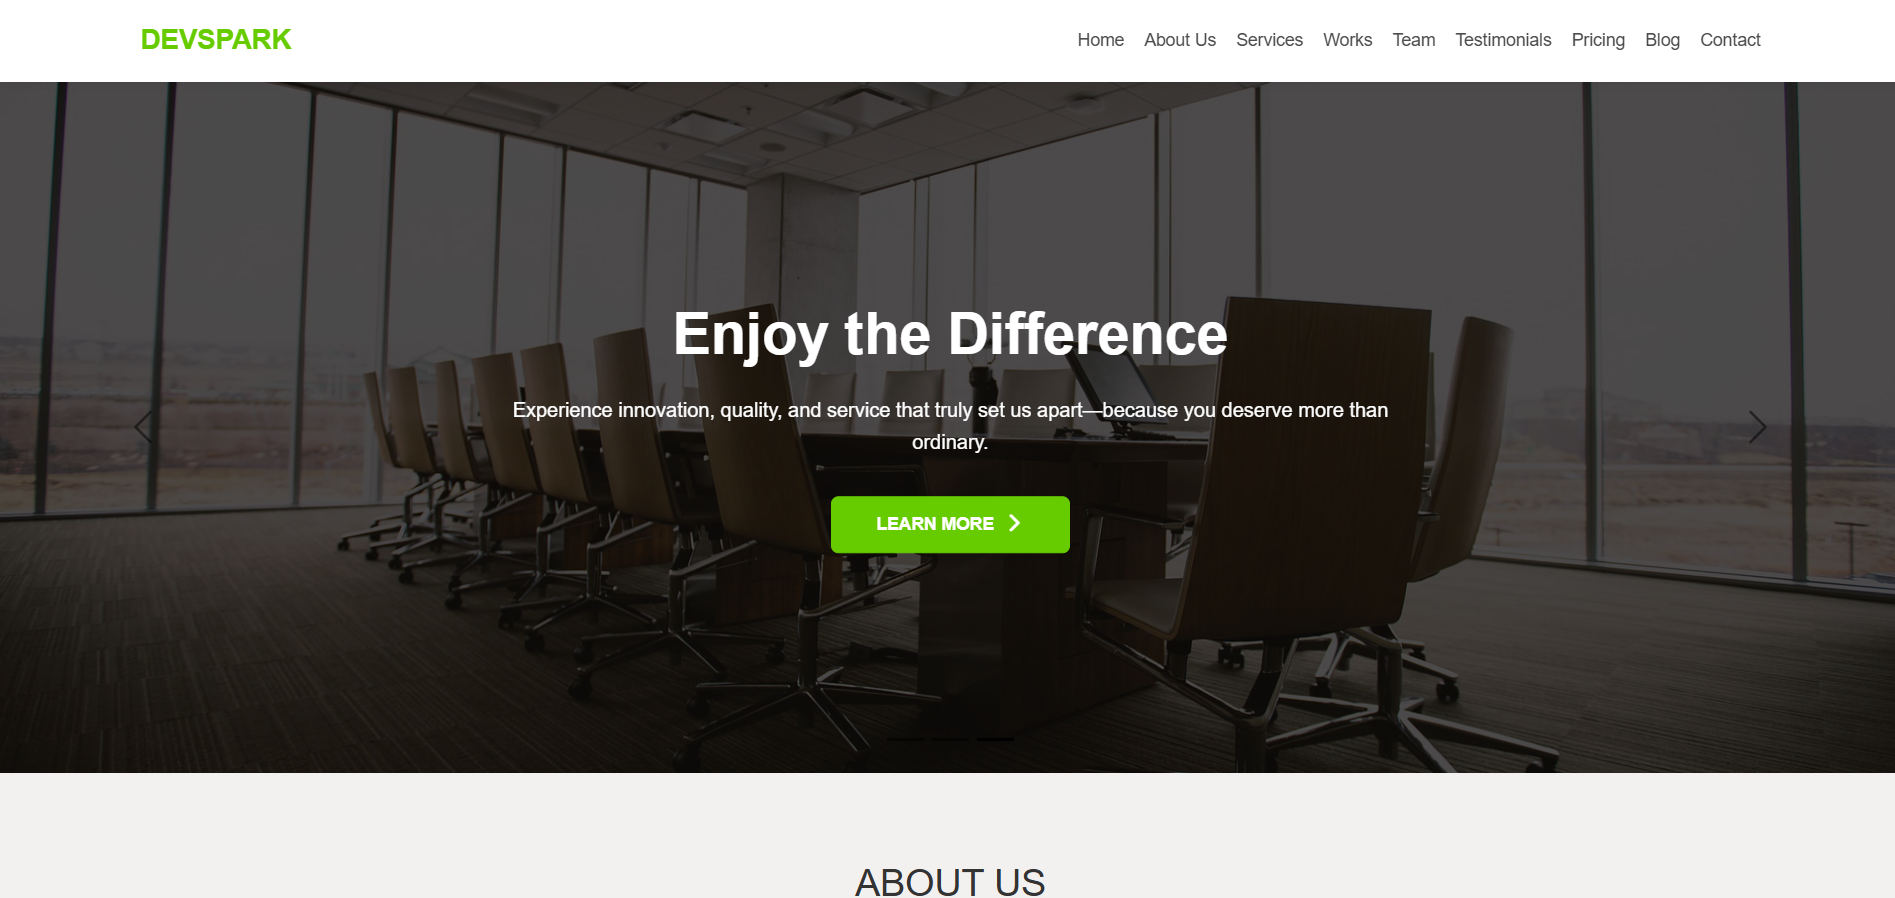 DEVSPARK
Home About Us Services Works Team Testimonials Pricing Blog Contact
Enjoy the Difference
Experience innovation, quality, and service that truly set us apart—because you deserve more than
ordinary.
LEARN MORE
ABOUT US